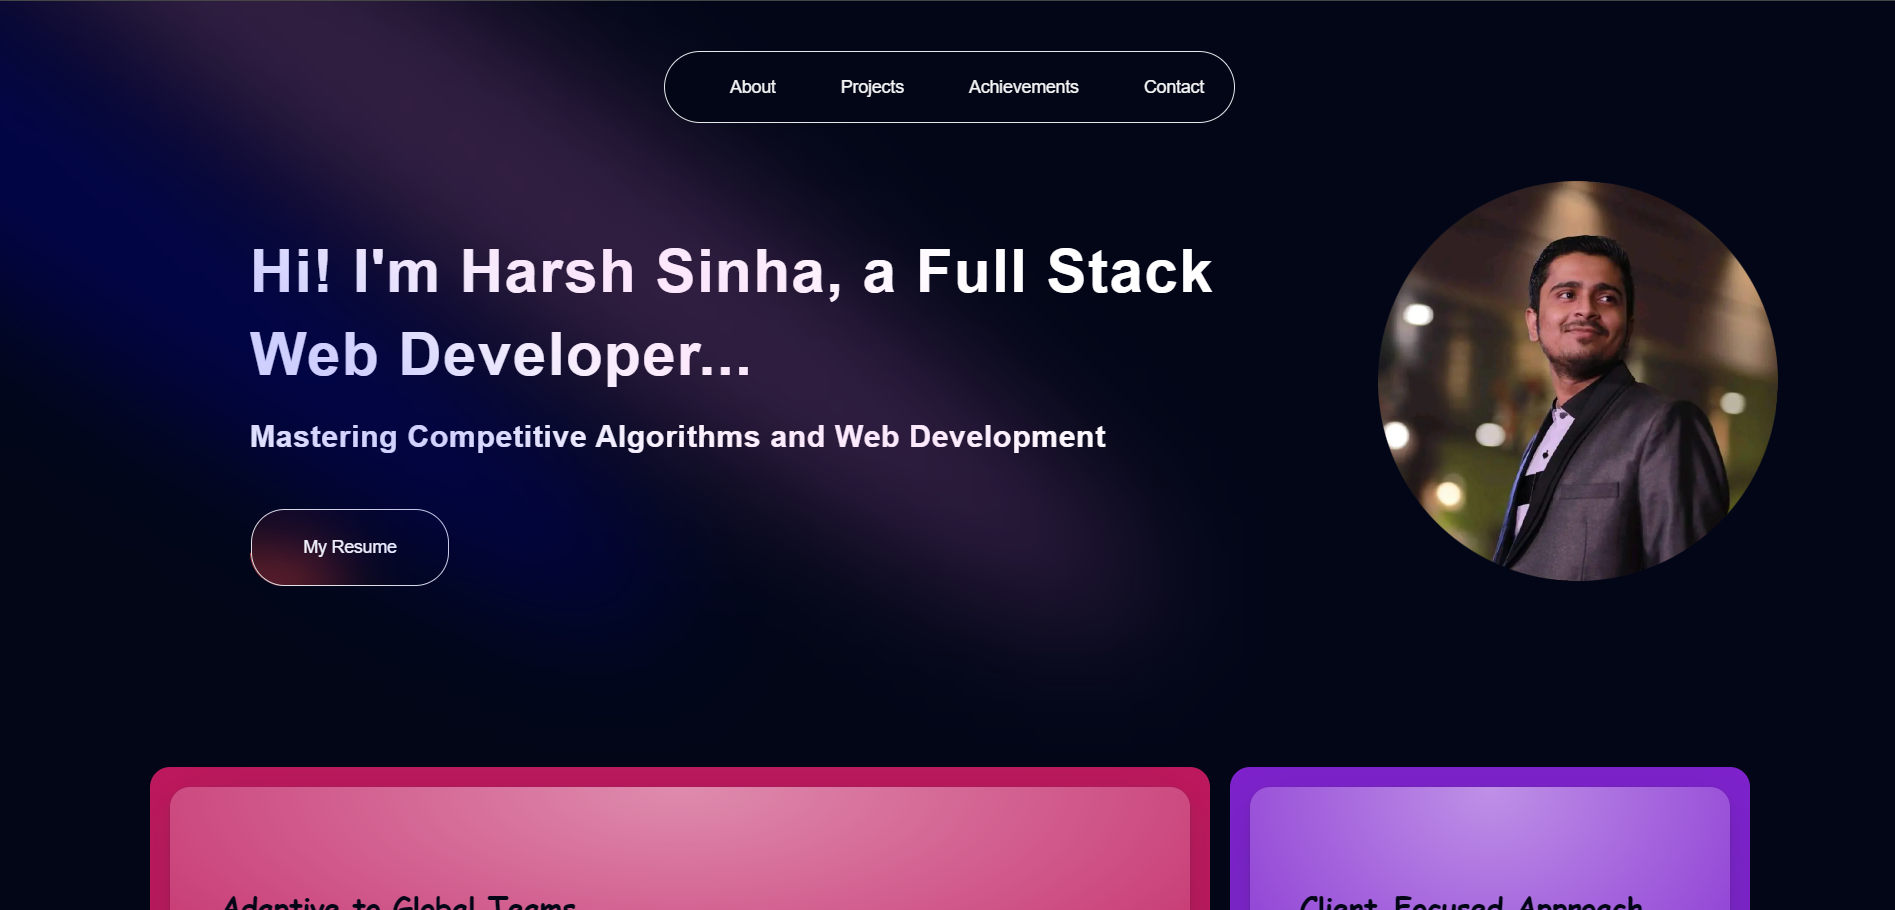 About Projects Achievements Contact
Hi! I'm Harsh Sinha, a Full Stack
Web Developer...
Mastering Competitive Algorithms and Web Development
My Resume
Adaptive to Global Teams
Client-Focused Approach